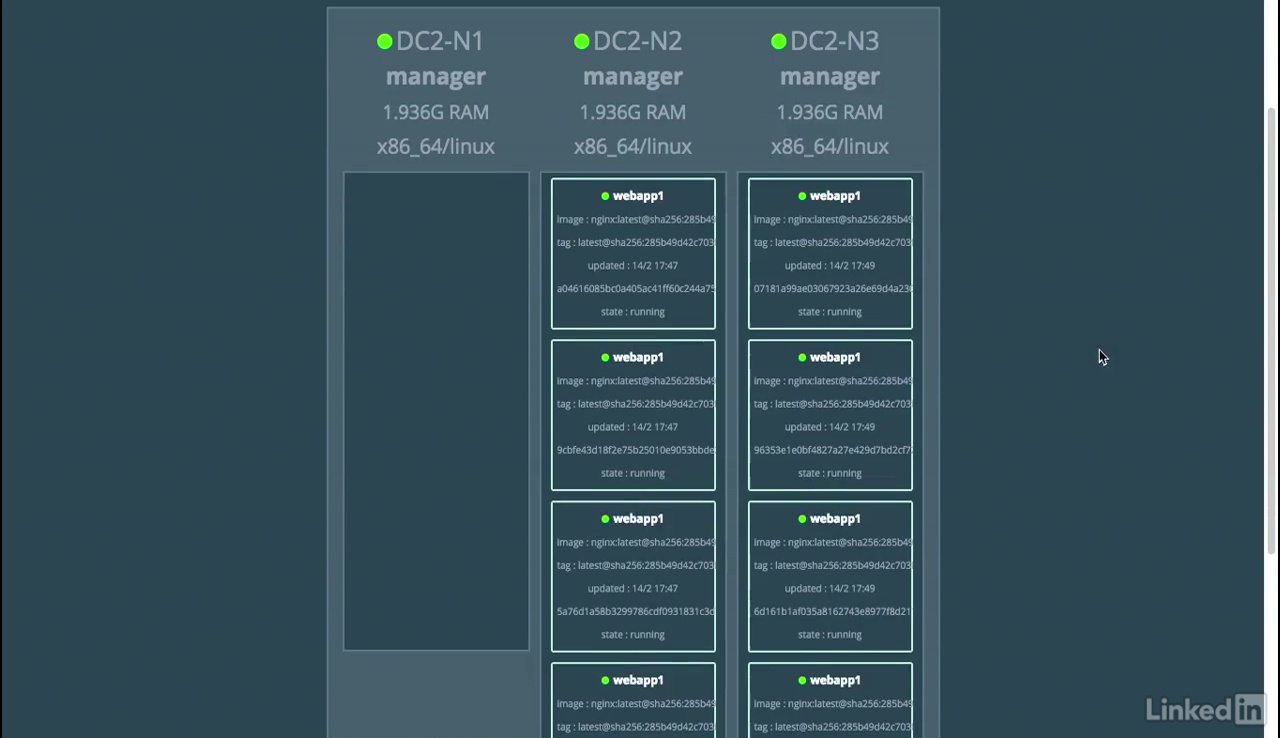 DC2-N1
manager
1.936G RAM
x86_64/linux
DC2-N2
manager
1.936G RAM
x86_64/linux
webapp1
image : nginx:latest@sha256:285b49
tag : latest@sha256:285b49d42c703
updated : 14/2 17:47
a04616085bc0a405ac41ff60c244a75
state : running
webapp1
image : nginx:latest@sha256:285b49
tag : latest@sha256:285b49d42c703
updated : 14/2 17:47
9cbfe43d18f2e75b25010e9053bbde
state : running
webapp1
image : nginx:latest@sha256:285b49
tag : latest@sha256:285b49d42c703
updated : 14/2 17:47
5a76d1a58b3299786cdf0931831c3d
state : running
webapp1
image : nginx:latest@sha256:285b49
tag : latest@sha256:285b49d42c703
DC2-N3
manager
1.936G RAM
x86_64/linux
webapp1
image : nginx:latest@sha256:285b49
tag : latest@sha256:285b49d42c703
updated : 14/2 17:49
07181a99ae03067923a26e69d4a230
state : running
webapp1
image : nginx:latest@sha256:285b49
tag : latest@sha256:285b49d42c703
updated : 14/2 17:49
96353e1e0bf4827a27e429d7bd2cf7
state : running
webapp1
image : nginx:latest@sha256:285b49
tag : latest@sha256:285b49d42c703
updated : 14/2 17:49
6d161b1af035a8162743e8977f8d21
state : running
webapp1
image : nginx:latest@sha256:285b49
tag : latest@sha256:285b49d42c703
Linked in